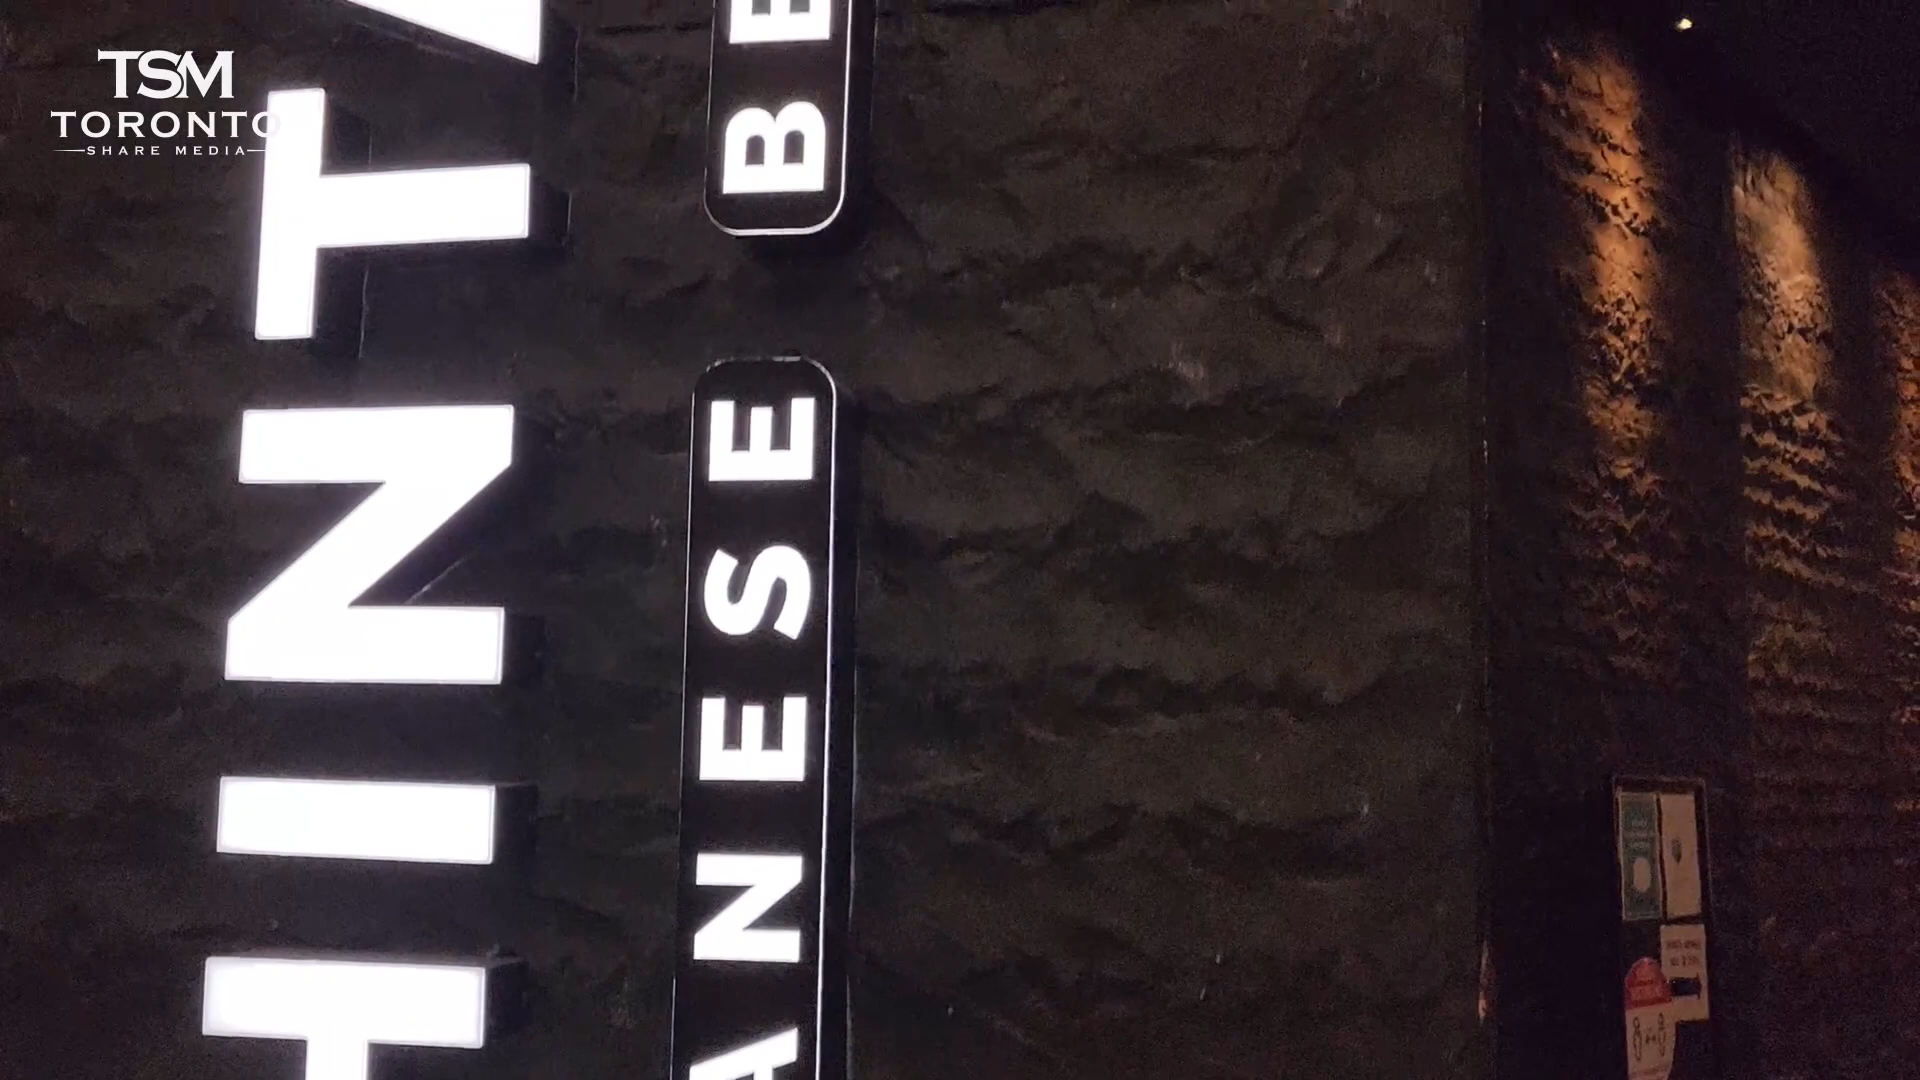 TSM
TORONTO
SHARE MEDIA
HINTA
ANESE BE